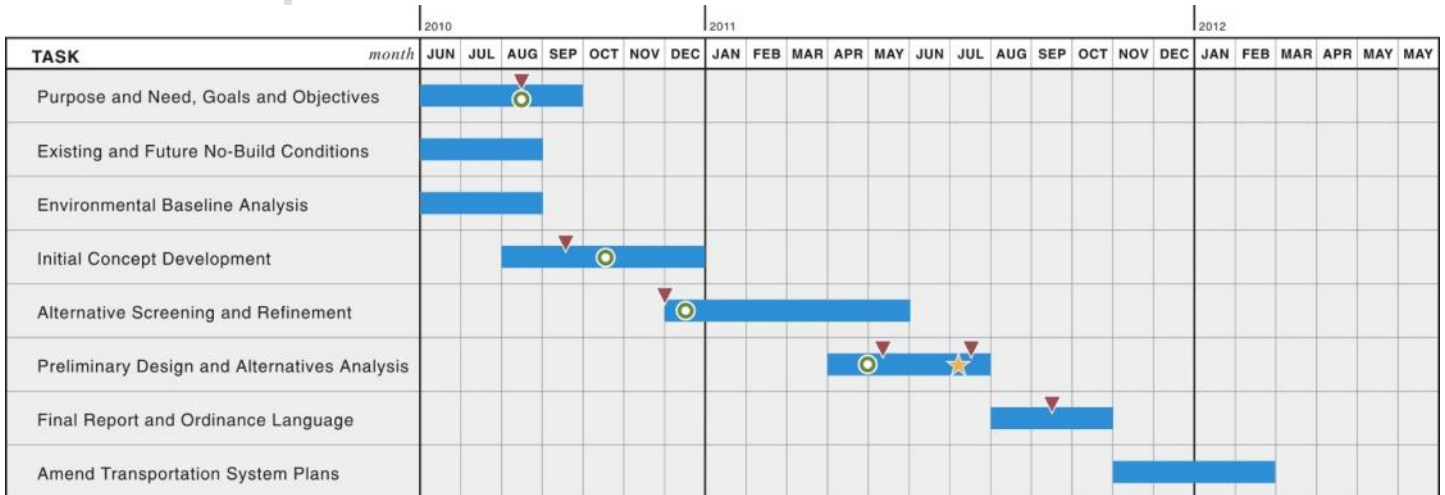 2010 2011 2012
TASK month JUN JUL AUG SEP OCT NOV DEC JAN FEB MAR APR MAY JUN JUL AUG SEP OCT NOV DEC JAN FEB MAR APR MAY MAY
Purpose and Need, Goals and Objectives
Existing and Future No-Build Conditions
Environmental Baseline Analysis
Initial Concept Development
Alternative Screening and Refinement
Preliminary Design and Alternatives Analysis
Final Report and Ordinance Language
Amend Transportation System Plans